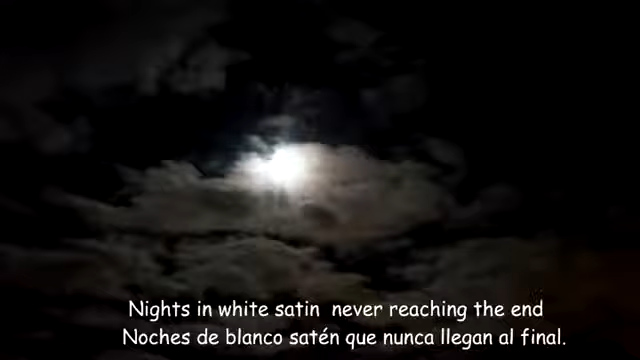 Nights in white satin  never reaching the end
Noches de blanco satén que nunca llegan al final.